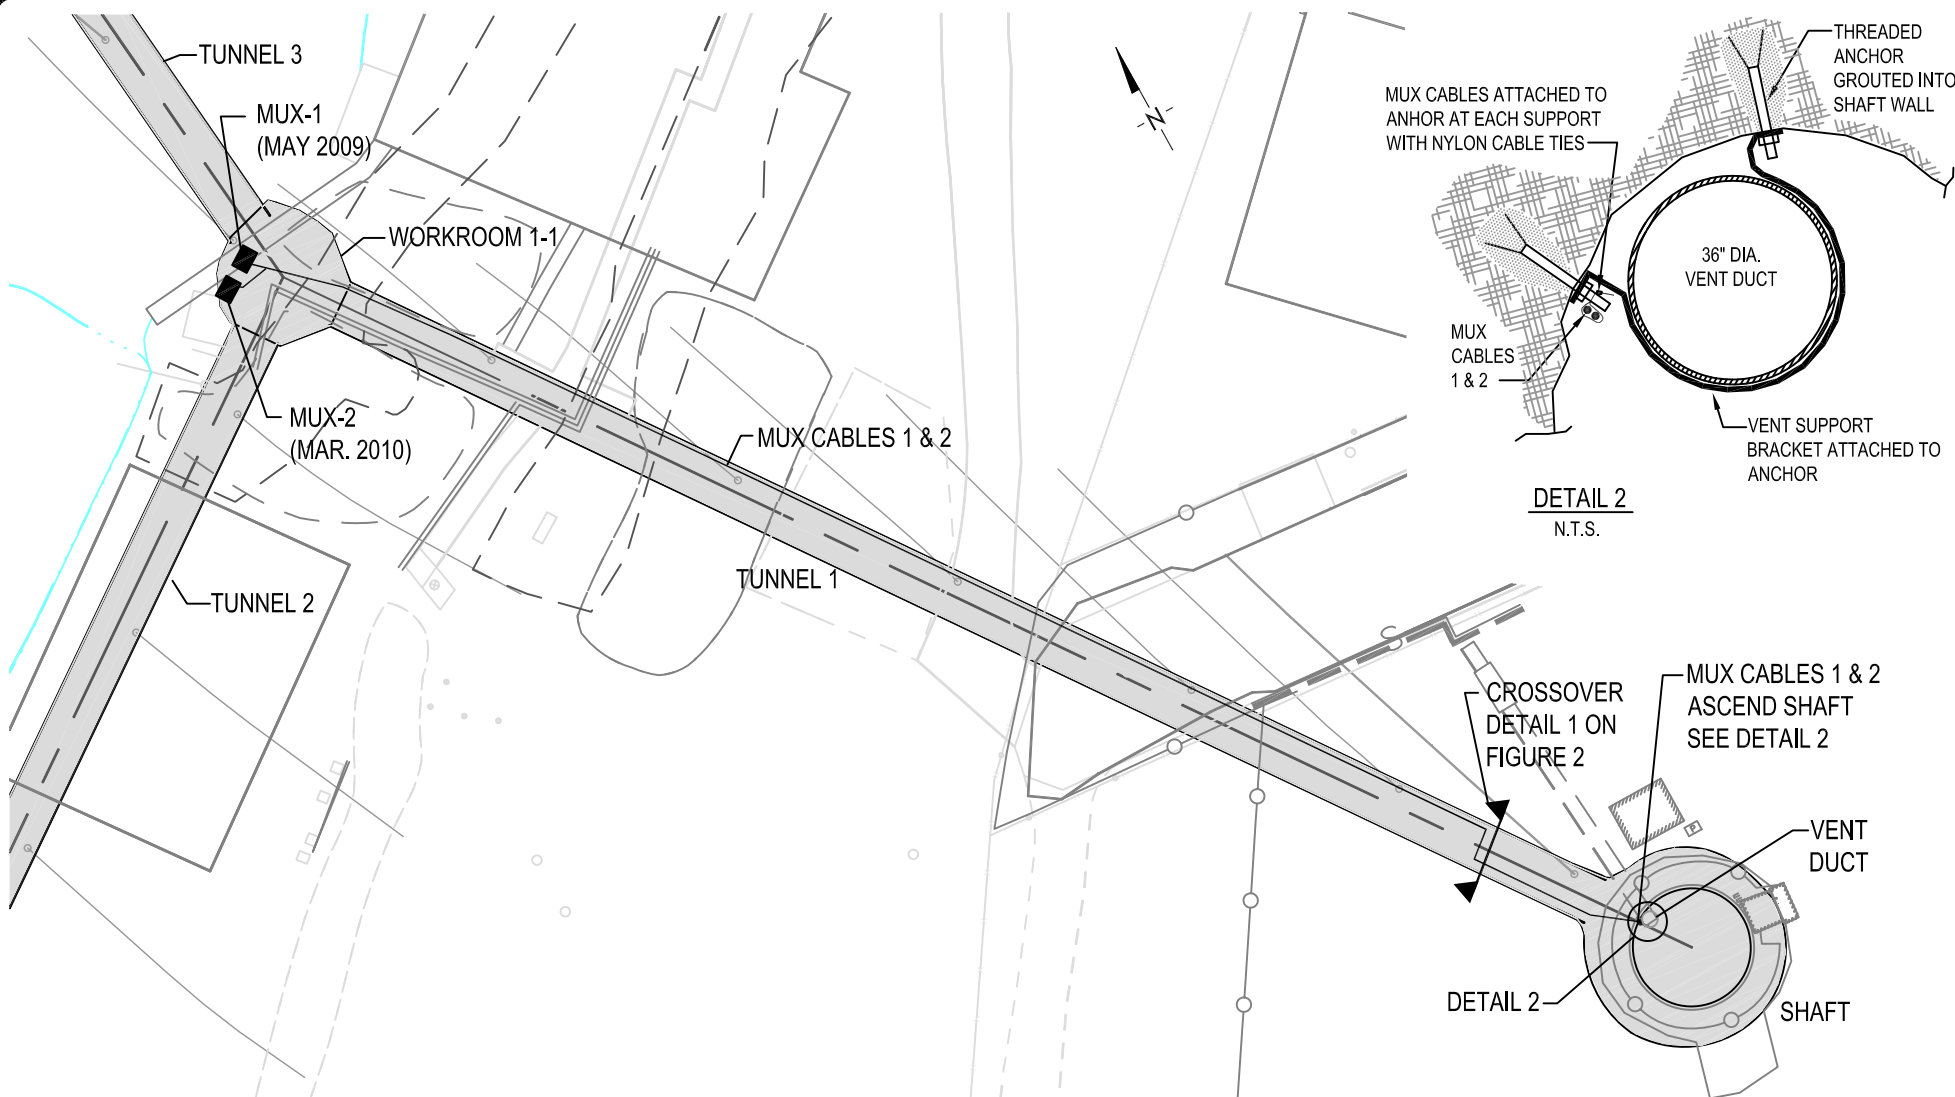 TUNNEL 3
MUX-1
(MAY 2009)
WORKROOM 1-1
MUX-2
(MAR. 2010)
MUX CABLES 1 & 2
TUNNEL 1
TUNNEL 2
N
MUX CABLES ATTACHED TO
ANHOR AT EACH SUPPORT
WITH NYLON CABLE TIES
THREADED
ANCHOR
GROUTED INTO
SHAFT WALL
36" DIA.
VENT DUCT
MUX
CABLES
1 & 2
VENT SUPPORT
BRACKET ATTACHED TO
ANCHOR
DETAIL 2
N.T.S.
CROSSOVER
DETAIL 1 ON
FIGURE 2
MUX CABLES 1 & 2
ASCEND SHAFT
SEE DETAIL 2
P
VENT
DUCT
DETAIL 2
SHAFT